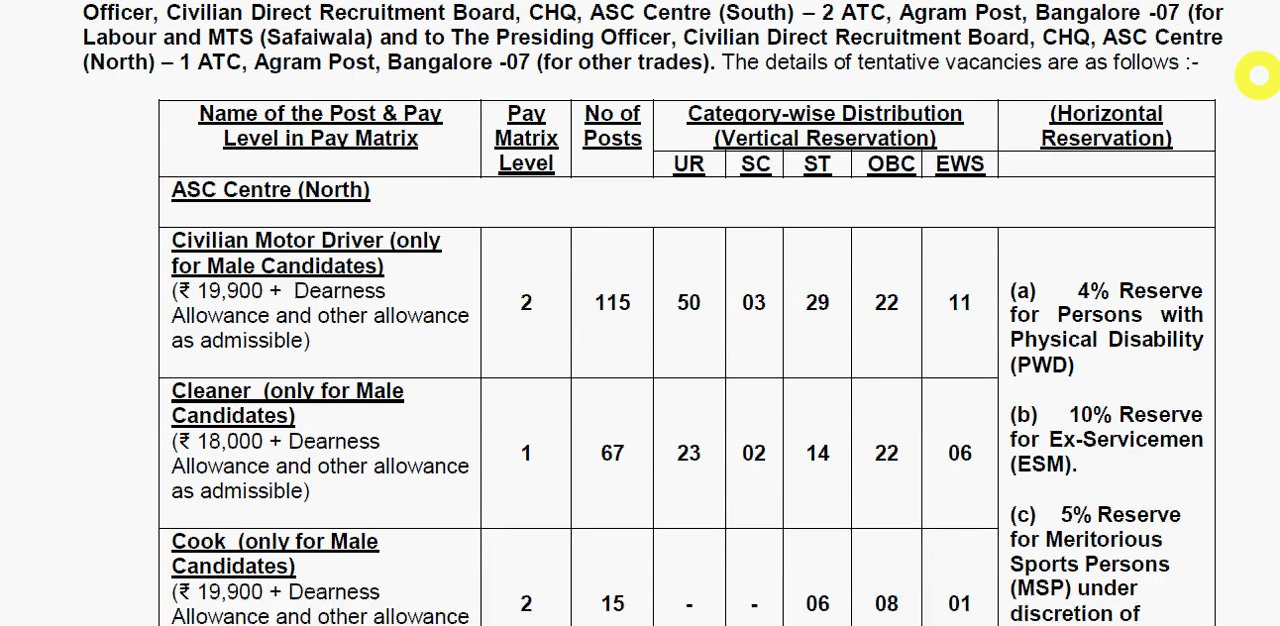 Officer, Civilian Direct Recruitment Board, CHQ, ASC Centre (South) – 2 ATC, Agram Post, Bangalore -07 (for
Labour and MTS (Safaiwala) and to The Presiding Officer, Civilian Direct Recruitment Board, CHQ, ASC Centre
(North) – 1 ATC, Agram Post, Bangalore -07 (for other trades). The details of tentative vacancies are as follows :-
Name of the Post & Pay Level in Pay Matrix
Pay Matrix Level
No of Posts
Category-wise Distribution (Vertical Reservation)
(Horizontal Reservation)
UR SC ST OBC EWS
ASC Centre (North)
Civilian Motor Driver (only
for Male Candidates)
(₹ 19,900 + Dearness
Allowance and other allowance
as admissible)
2 115 50 03 29 22 11
Cleaner (only for Male
Candidates)
(₹ 18,000 + Dearness
Allowance and other allowance
as admissible)
1 67 23 02 14 22 06
Cook (only for Male
Candidates)
(₹ 19,900 + Dearness
Allowance and other allowance
2 15 - - 06 08 01
(a) 4% Reserve
for Persons with
Physical Disability
(PWD)
(b) 10% Reserve
for Ex-Servicemen
(ESM).
(c) 5% Reserve
for Meritorious
Sports Persons
(MSP) under
discretion of